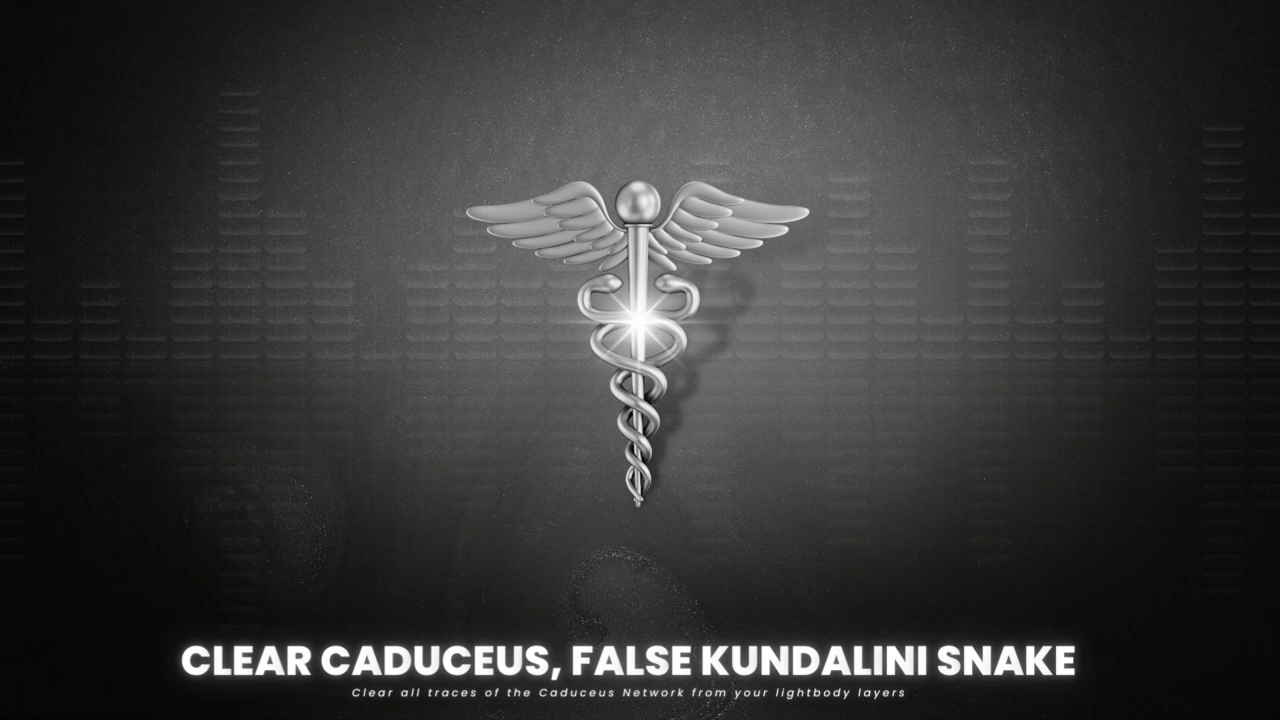 CLEAR CADUCEUS, FALSE KUNDALINI SNAKE
Clear all traces of the Caduceus Network from your lightbody layers